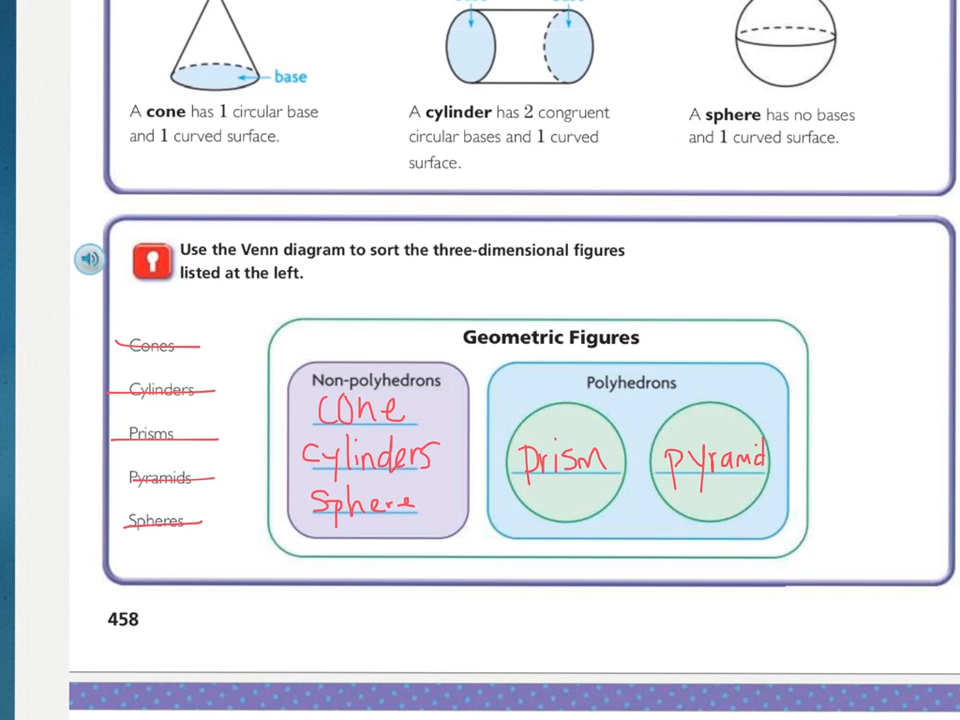 base
A cone has 1 circular base
and 1 curved surface.
A cylinder has 2 congruent
circular bases and 1 curved
surface.
A sphere has no bases
and 1 curved surface.
Use the Venn diagram to sort the three-dimensional figures
listed at the left.
Cones
Cylinders
Prisms
Pyramids
Spheres
Geometric Figures
Non-polyhedrons
cone
cylinders
sphere
Polyhedrons
prism
pyramid
458